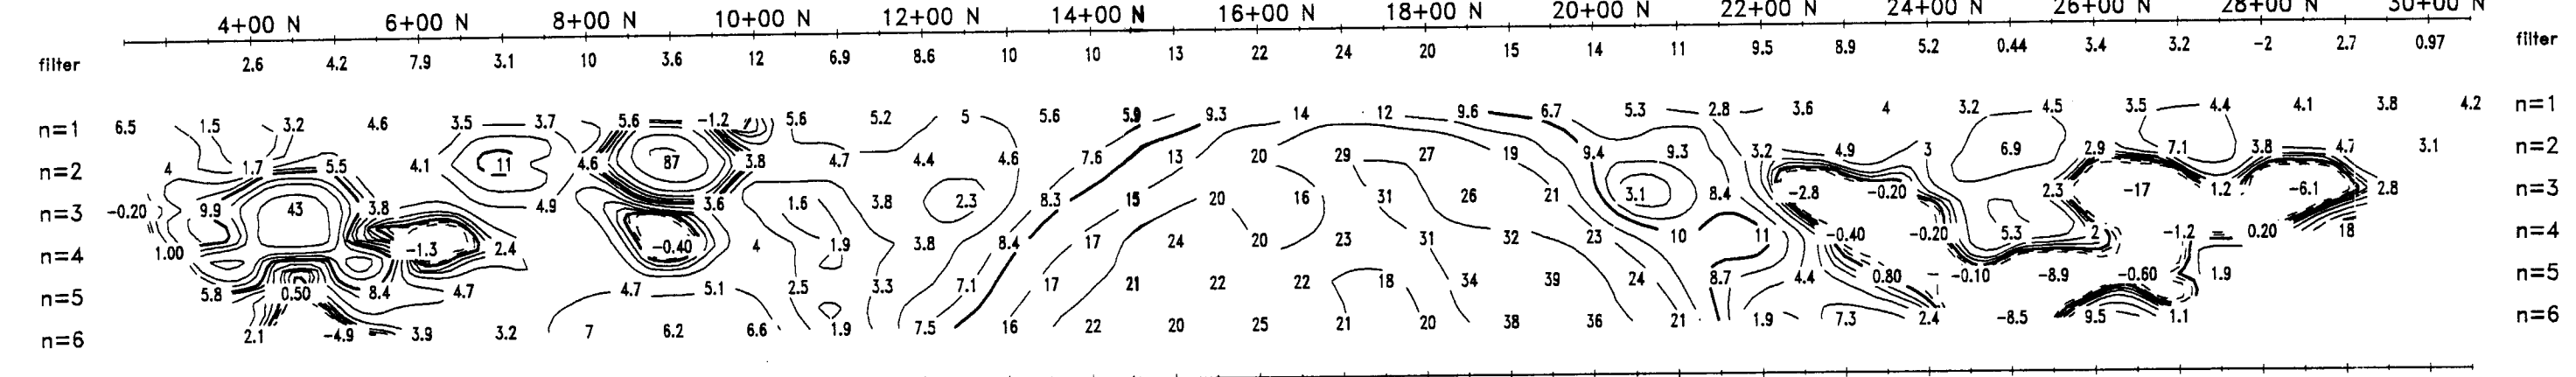 4+00 N 6+00 N 8+00 N 10+00 N 12+00 N 14+00 N 16+00 N 18+00 N 20+00 N 22+00 N 24+00 N 26+00 N 28+00 N 30+00 N
filter 2.6 4.2 7.9 3.1 10 3.6 12 6.9 8.6 10 10 13 22 24 20 15 14 11 9.5 8.9 5.2 0.44 3.4 3.2 -2 2.7 0.97 filter
n=1 6.5 1.5 3.2 4.6 3.5 3.7 5.6 -1.2 5.6 5.2 5 5.6 5.9 9.3 14 12 9.6 6.7 5.3 2.8 3.6 4 3.2 4.5 3.5 4.4 4.1 3.8 4.2 n=1
n=2 4 1.7 5.5 4.1 11 4.6 87 3.8 4.7 4.4 4.6 7.6 13 20 29 27 19 9.4 9.3 3.2 4.9 3 6.9 2.9 7.1 3.8 4.7 3.1 n=2
n=3 -0.20 9.9 43 3.8 4.9 3.6 1.6 3.8 2.3 8.3 15 20 16 31 26 21 3.1 8.4 -2.8 -0.20 2.3 -17 1.2 -6.1 2.8 n=3
n=4 1.00 -1.3 2.4 -0.40 4 1.9 3.8 8.4 17 24 20 23 31 32 23 10 11 -0.40 -0.20 5.3 2 -1.2 0.20 18 n=4
n=5 5.8 0.50 8.4 4.7 4.7 5.1 2.5 3.3 7.1 17 21 22 22 18 34 39 24 8.7 4.4 0.80 -0.10 -8.9 -0.60 1.9 n=5
n=6 2.1 -4.9 3.9 3.2 7 6.2 6.6 1.9 7.5 16 22 20 25 21 20 38 36 21 1.9 7.3 2.4 -8.5 9.5 1.1 n=6